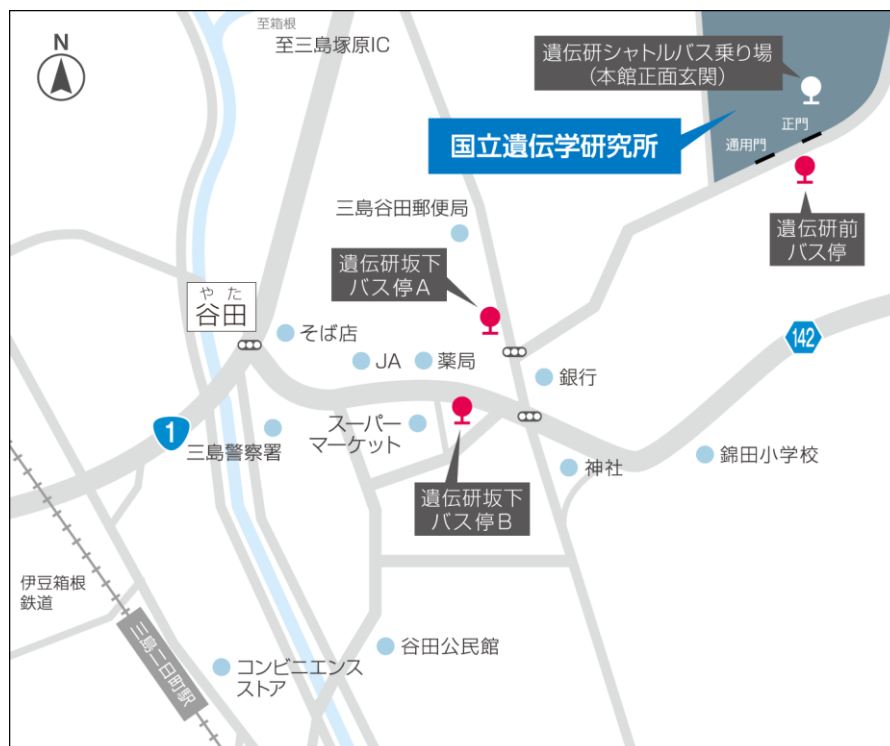 至箱根
至三島塚原IC
N
遺伝研シャトルバス乗り場
(本館正面玄関)
国立遺伝学研究所
正門
通用門
三島谷田郵便局
遺伝研前
バス停
遺伝研坂下
バス停A
やた
谷田
そば店
JA
薬局
銀行
142
1
三島警察署
スーパー
マーケット
神社
錦田小学校
遺伝研坂下
バス停B
伊豆箱根
鉄道
三島二日町駅
谷田公民館
コンビニエンス
ストア